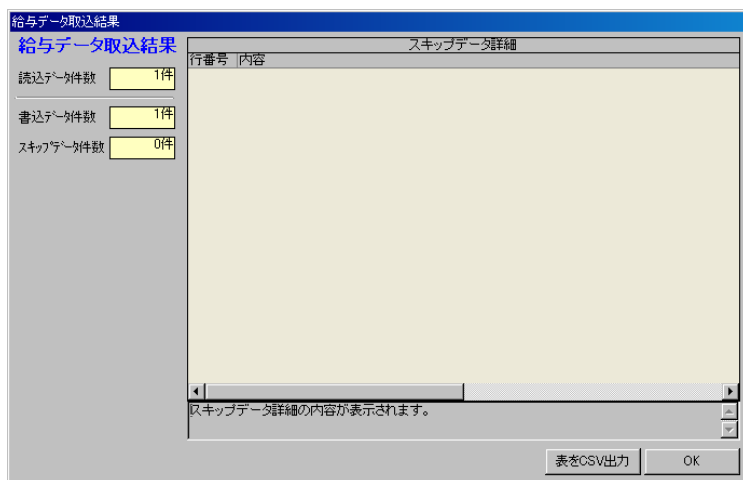 給与データ取込結果
給与データ取込結果
読込ﾃﾞｰﾀ件数 1件
書込ﾃﾞｰﾀ件数 1件
ｽｷｯﾌﾟﾃﾞｰﾀ件数 0件
スキップデータ詳細
行番号 内容
スキップデータ詳細の内容が表示されます。
表をCSV出力 OK